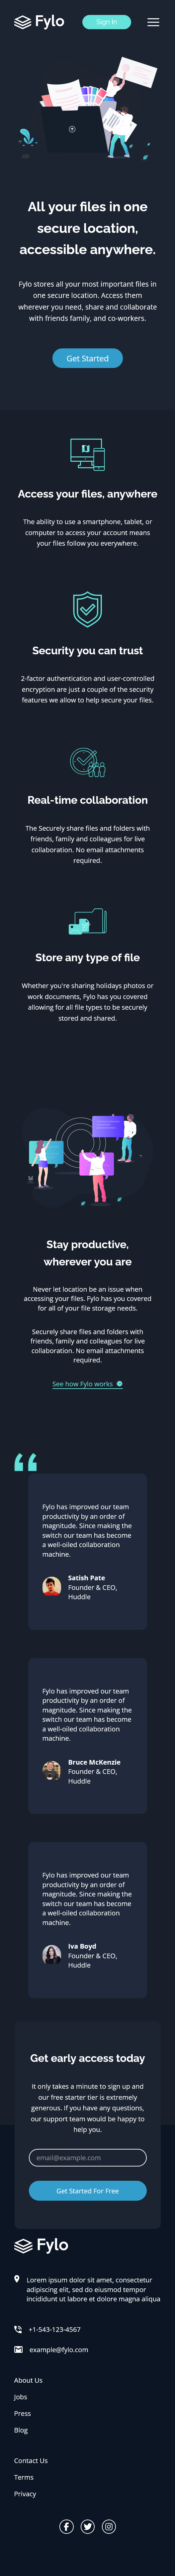 Fylo
Sign In
All your files in one
secure location,
accessible anywhere.
Fylo stores all your most important files in
one secure location. Access them
wherever you need, share and collaborate
with friends family, and co-workers.
Get Started
Access your files, anywhere
The ability to use a smartphone, tablet, or
computer to access your account means
your files follow you everywhere.
Security you can trust
2-factor authentication and user-controlled
encryption are just a couple of the security
features we allow to help secure your files.
Real-time collaboration
The Securely share files and folders with
friends, family and colleagues for live
collaboration. No email attachments
required.
Store any type of file
Whether you're sharing holidays photos or
work documents, Fylo has you covered
allowing for all file types to be securely
stored and shared.
Stay productive,
wherever you are
Never let location be an issue when
accessing your files. Fylo has you covered
for all of your file storage needs.
Securely share files and folders with
friends, family and colleagues for live
collaboration. No email attachments
required.
See how Fylo works
Fylo has improved our team
productivity by an order of
magnitude. Since making the
switch our team has become
a well-oiled collaboration
machine.
Satish Pate
Founder & CEO,
Huddle
Fylo has improved our team
productivity by an order of
magnitude. Since making the
switch our team has become
a well-oiled collaboration
machine.
Bruce McKenzie
Founder & CEO,
Huddle
Fylo has improved our team
productivity by an order of
magnitude. Since making the
switch our team has become
a well-oiled collaboration
machine.
Iva Boyd
Founder & CEO,
Huddle
Get early access today
It only takes a minute to sign up and
our free starter tier is extremely
generous. If you have any questions,
our support team would be happy to
help you.
email@example.com
Get Started For Free
Fylo
Lorem ipsum dolor sit amet, consectetur
adipiscing elit, sed do eiusmod tempor
incididunt ut labore et dolore magna aliqua
+1-543-123-4567
example@fylo.com
About Us
Jobs
Press
Blog
Contact Us
Terms
Privacy